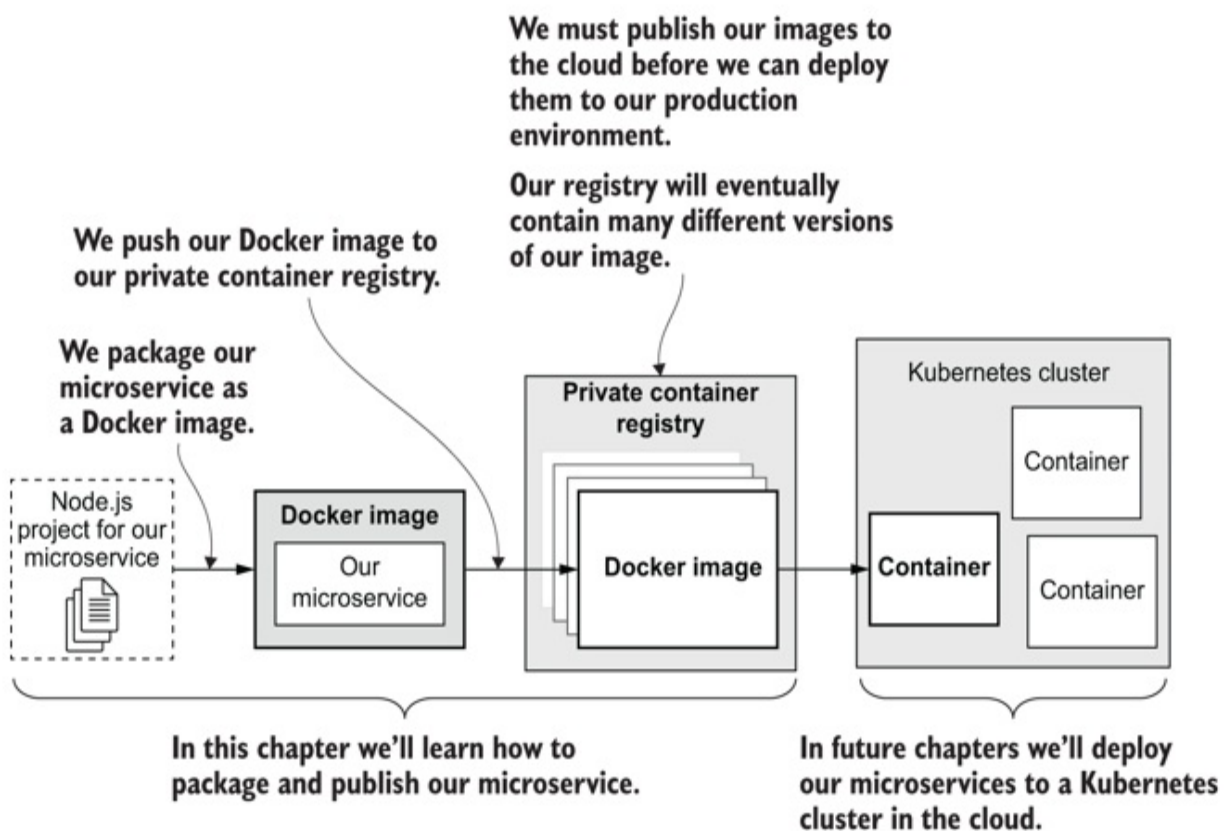 We must publish our images to
the cloud before we can deploy
them to our production
environment.
Our registry will eventually
contain many different versions
of our image.
We push our Docker image to
our private container registry.
We package our
microservice as
a Docker image.
Node.js
project for our
microservice
Docker image
Our
microservice
Private container
registry
Docker image
Kubernetes cluster
Container
Container
Container
In this chapter we'll learn how to
package and publish our microservice.
In future chapters we'll deploy
our microservices to a Kubernetes
cluster in the cloud.